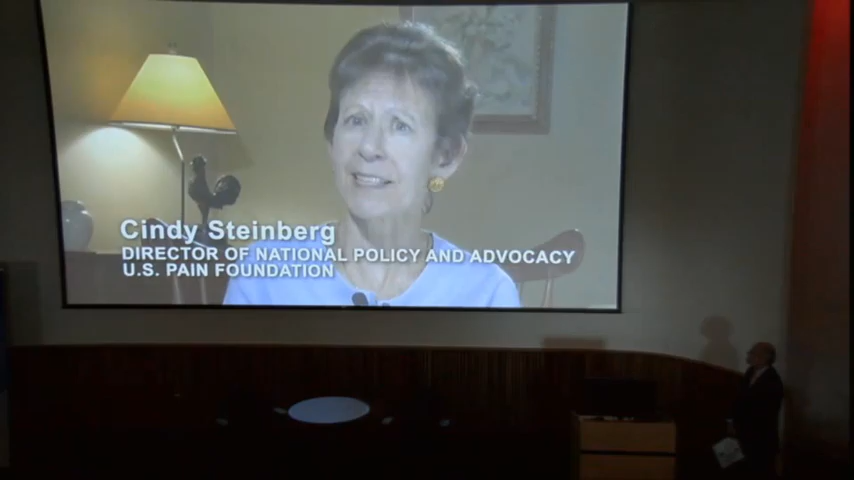 Cindy Steinberg
DIRECTOR OF NATIONAL POLICY AND ADVOCACY
U.S. PAIN FOUNDATION